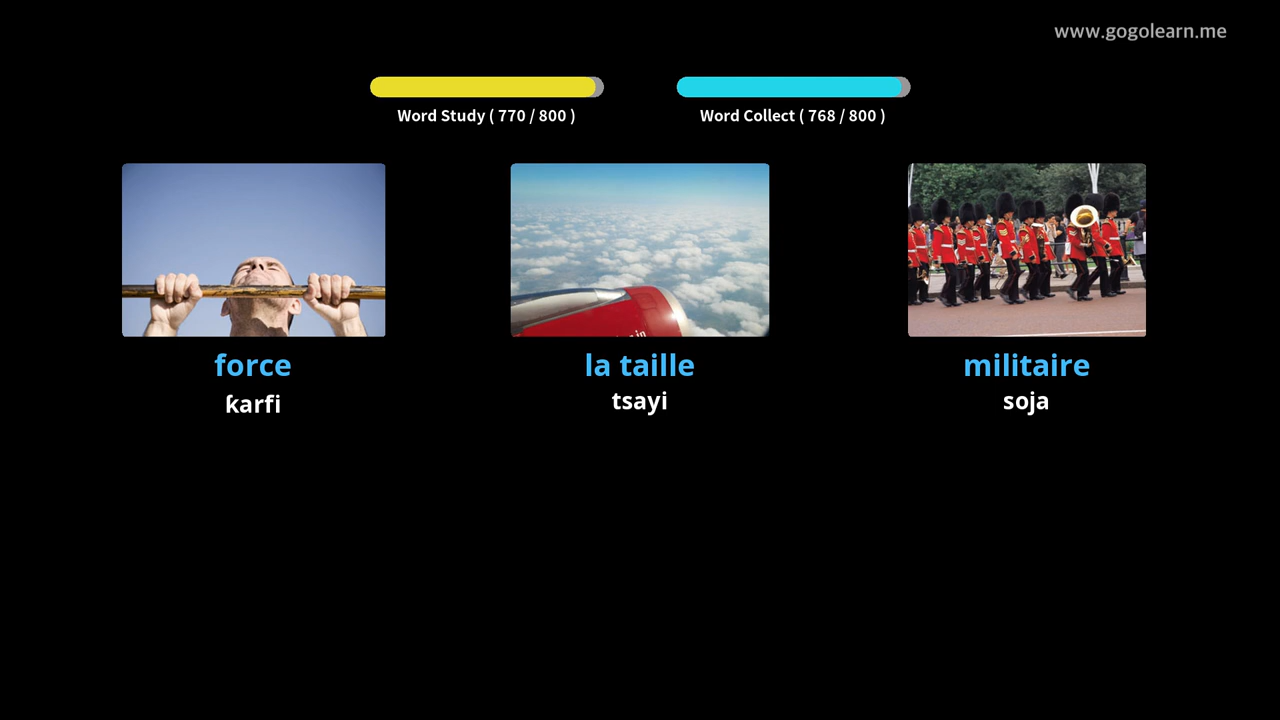 www.gogolearn.me
Word Study ( 770 / 800 )
Word Collect ( 768 / 800 )
force
ƙarfi
la taille
tsayi
militaire
soja